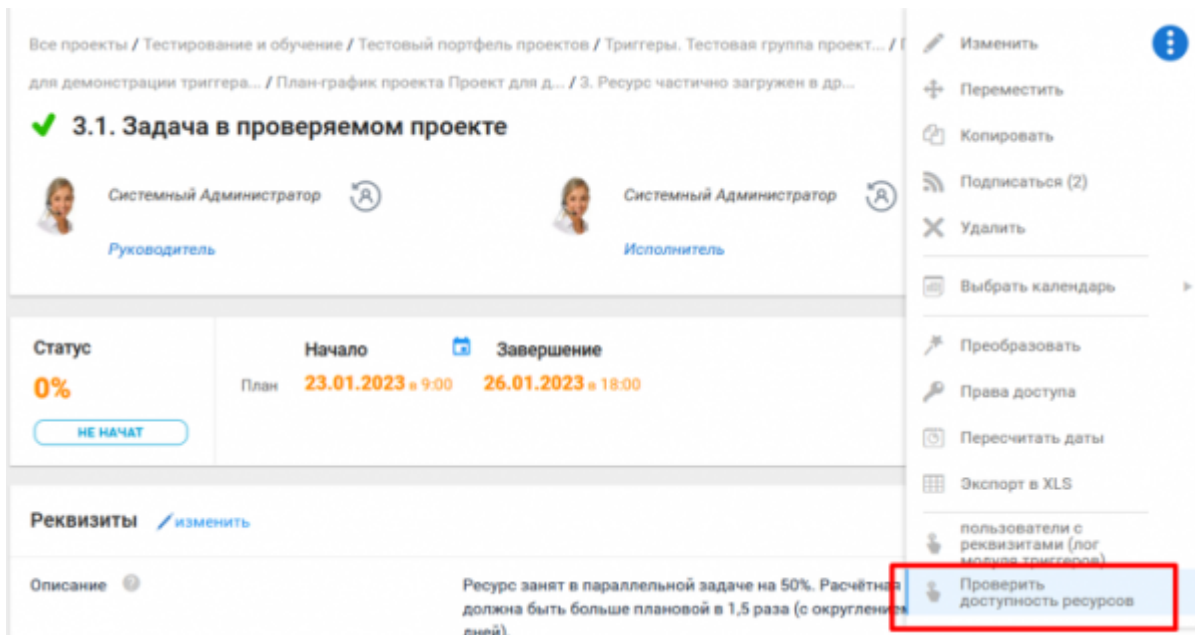 Все проекты / Тестирование и обучение / Тестовый портфель проектов / Триггеры. Тестовая группа проект... /
для демонстрации триггера... / План-график проекта Проект для д... / 3. Ресурс частично загружен в др...
3.1. Задача в проверяемом проекте
Системный Администратор
Руководитель
Системный Администратор
Исполнитель
Статус
0%
НЕ НАЧАТ
Начало
Завершение
План
23.01.2023 в 9:00
26.01.2023 в 18:00
Реквизиты
изменить
Описание
Ресурс занят в параллельной задаче на 50%. Расчётная
должна быть больше плановой в 1,5 раза (с округлением
дней).
Изменить
Переместить
Копировать
Подписаться (2)
Удалить
Выбрать календарь
Преобразовать
Права доступа
Пересчитать даты
Экспорт в XLS
пользователи с
реквизитами (лог
модуля триггеров)
Проверить
доступность ресурсов